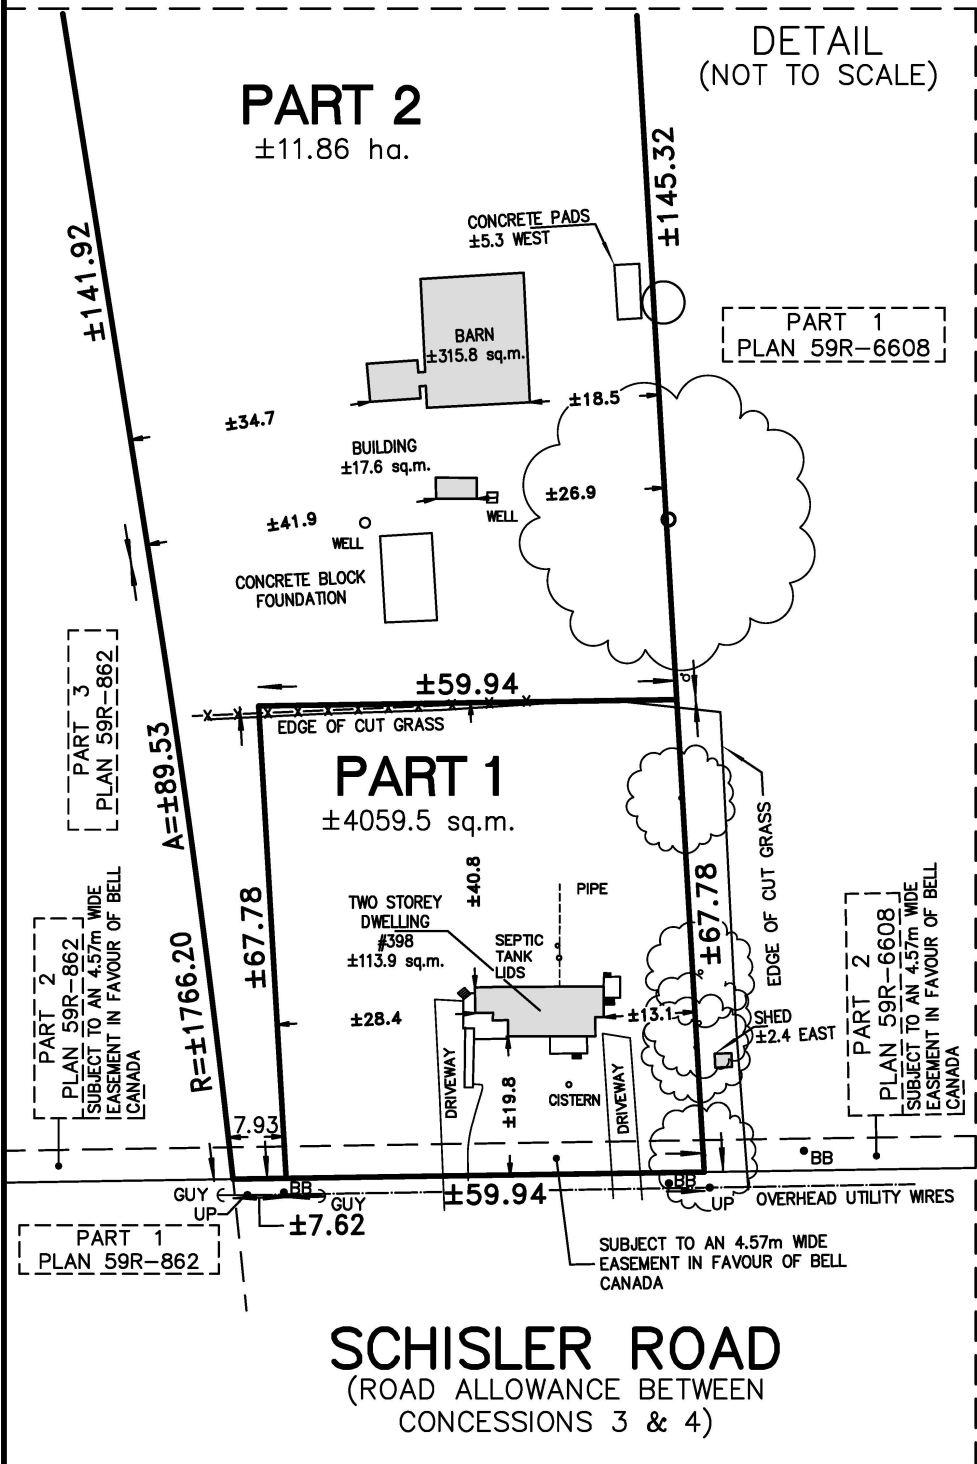 DETAIL
(NOT TO SCALE)
PART 2
±11.86 ha.
±145.32
±141.92
CONCRETE PADS
±5.3 WEST
PART 1
PLAN 59R-6608
BARN
±315.8 sq.m.
±34.7
±18.5
BUILDING
±17.6 sq.m.
±26.9
WELL
±41.9
WELL
CONCRETE BLOCK
FOUNDATION
PART 3
PLAN 59R-862
±59.94
EDGE OF CUT GRASS
PART 1
±4059.5 sq.m.
A=±89.53
R=±1766.20
±67.78
±40.8
PIPE
TWO STOREY
DWELLING
#398
±113.9 sq.m.
SEPTIC
TANK
LIDS
±67.78
EDGE OF CUT GRASS
±28.4
±13.1
SHED
±2.4 EAST
PART 2
PLAN 59R-862
SUBJECT TO AN 4.57m WIDE
EASEMENT IN FAVOUR OF BELL
CANADA
PART 2
PLAN 59R-6608
SUBJECT TO AN 4.57m WIDE
EASEMENT IN FAVOUR OF BELL
CANADA
DRIVEWAY
±19.8
CISTERN
DRIVEWAY
7.93
BB
GUY
UP
BB
GUY
±7.62
±59.94
BB
UP
OVERHEAD UTILITY WIRES
PART 1
PLAN 59R-862
SUBJECT TO AN 4.57m WIDE
EASEMENT IN FAVOUR OF BELL
CANADA
SCHISLER ROAD
(ROAD ALLOWANCE BETWEEN
CONCESSIONS 3 & 4)